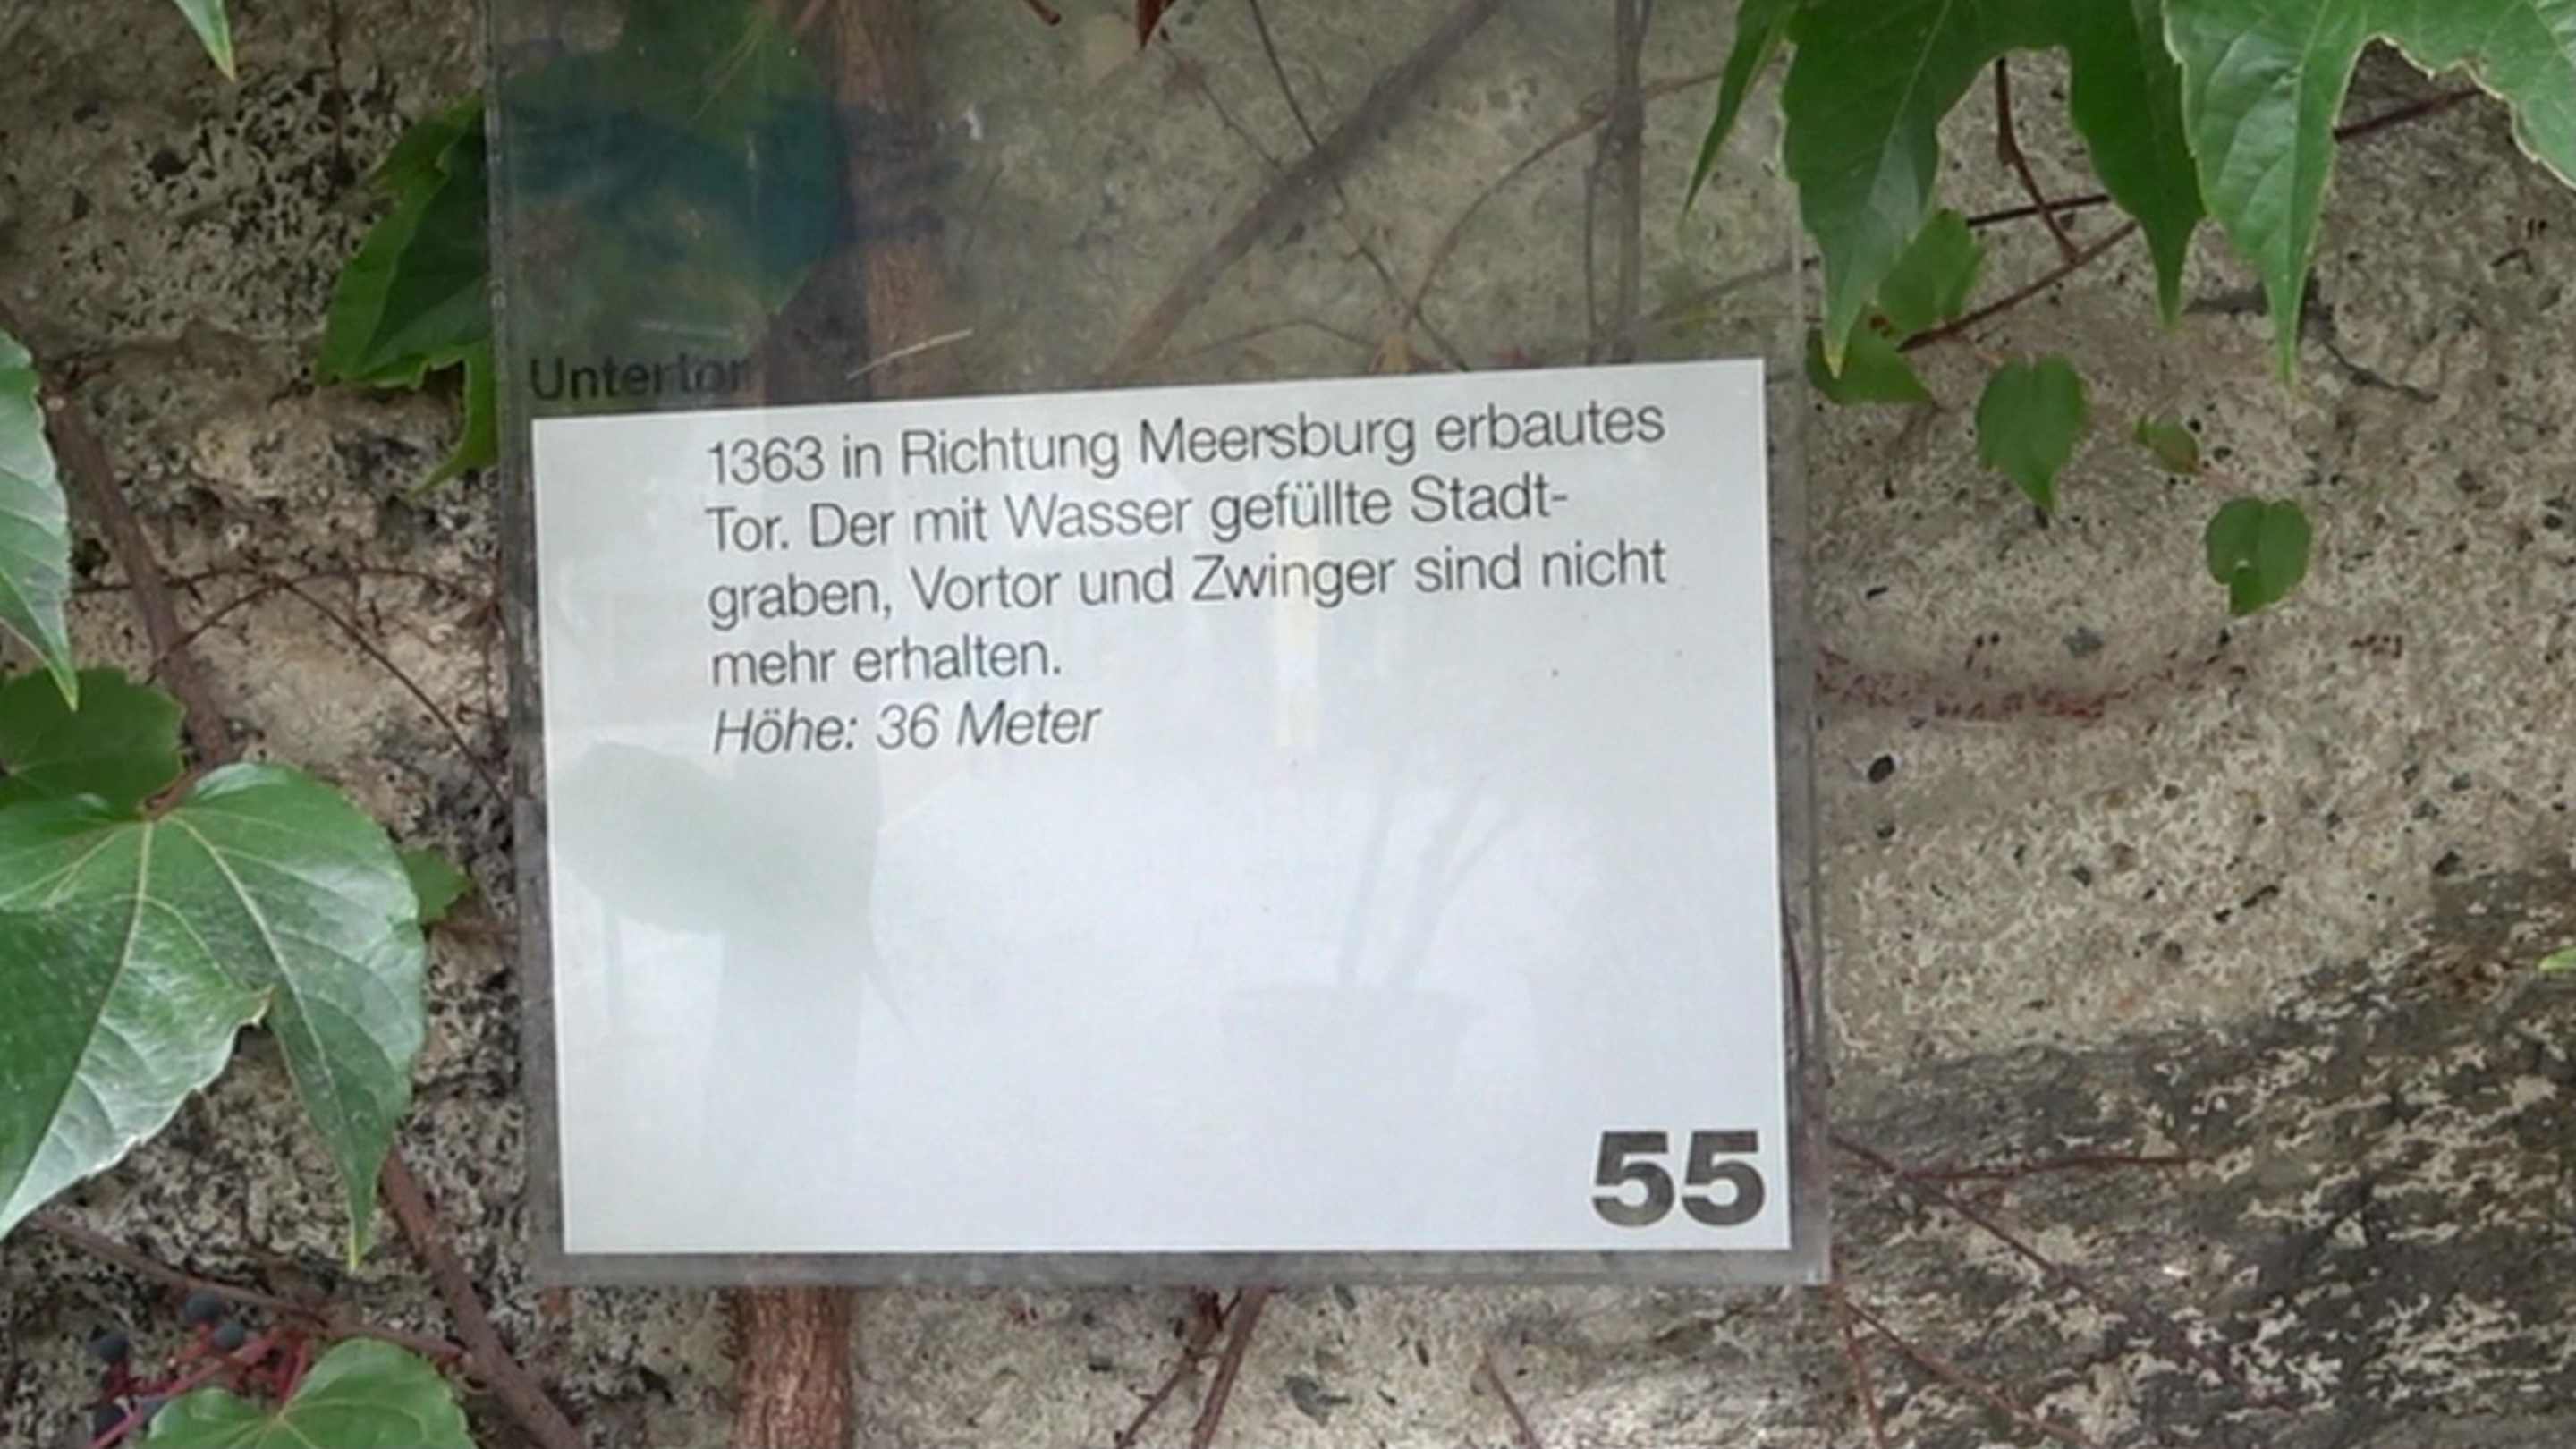 Untertor
1363 in Richtung Meersburg erbautes
Tor. Der mit Wasser gefüllte Stadt-
graben, Vortor und Zwinger sind nicht
mehr erhalten.
Höhe: 36 Meter
55